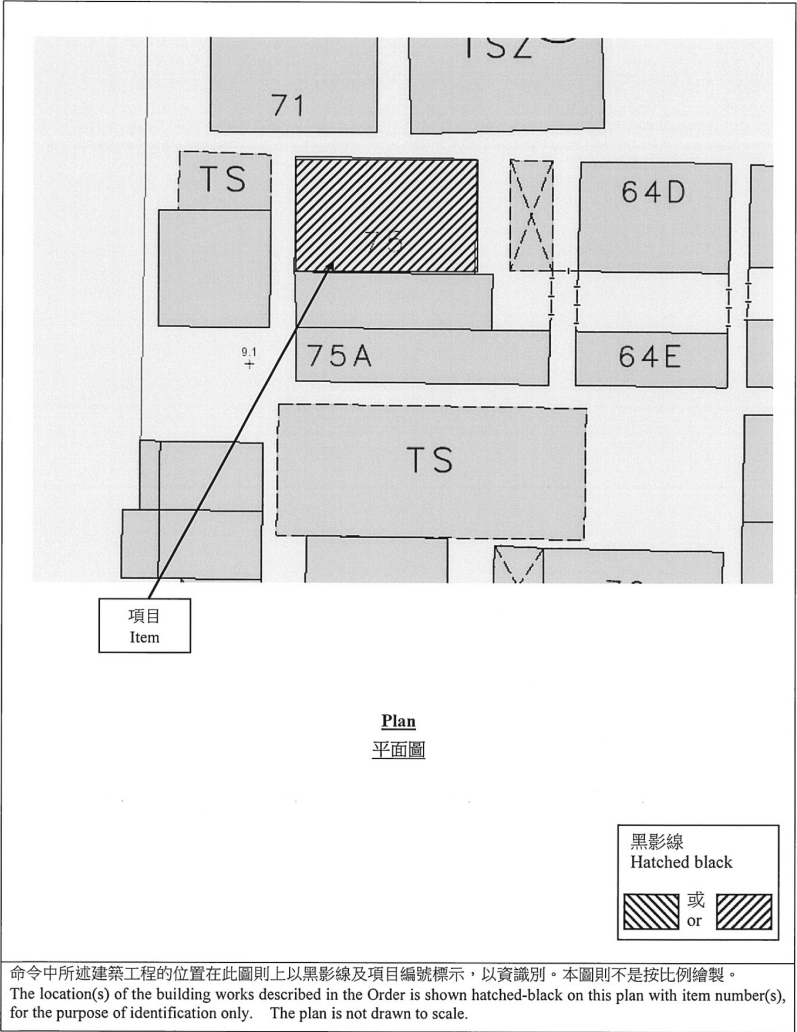 71
TS
64D
9.1
75A
64E
TS
項目
Item
Plan
平面圖
黑影線
Hatched black
或
or
命令中所述建築工程的位置在此圖則上以黑影線及項目編號標示，以資識別。本圖則不是按比例繪製。
The location(s) of the building works described in the Order is shown hatched-black on this plan with item number(s),
for the purpose of identification only. The plan is not drawn to scale.